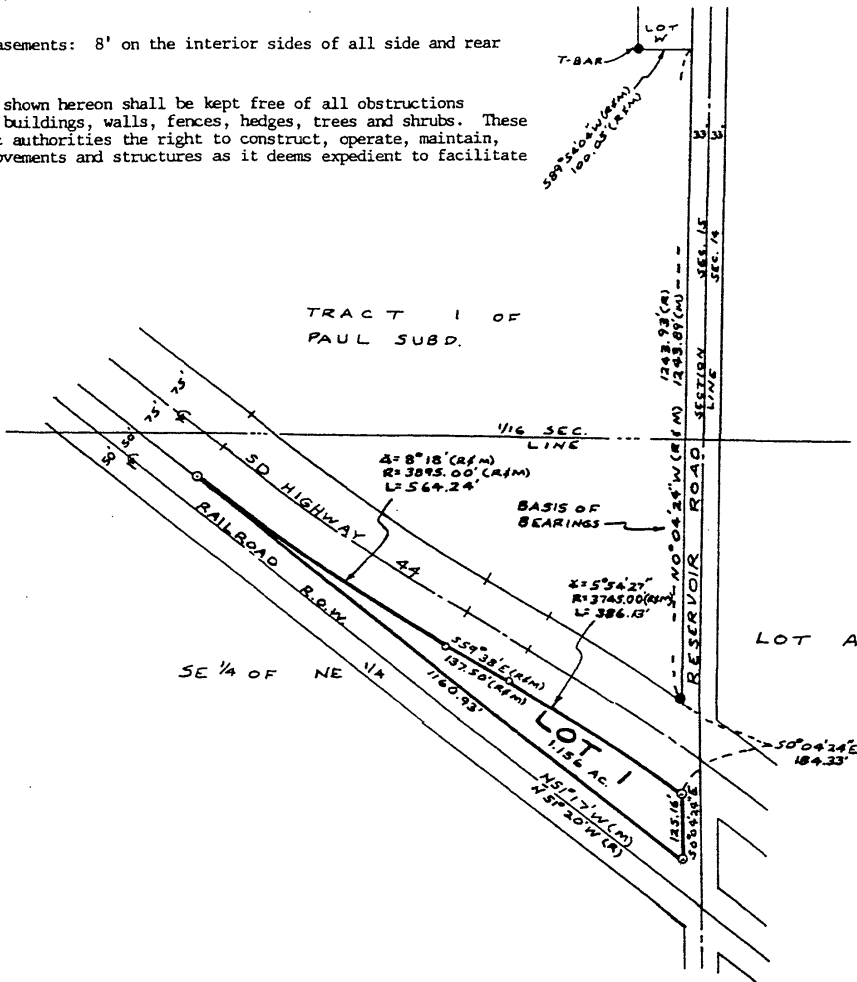 asements: 8' on the interior sides of all side and rear
shown hereon shall be kept free of all obstructions
buildings, walls, fences, hedges, trees and shrubs. These
authorities the right to construct, operate, maintain,
ovements and structures as it deems expedient to facilitate
LOT
W
T-BAR
S89°54'04"W (R&M)
100.05' (R&M)
33' 33'
SEC. 15
SEC. 14
SECTION
LINE
1243.93' (R)
N0°04'24"W (R&M) 1243.89' (M)
TRACT 1 OF
PAUL SUBD.
75'
75'
50'
50'
1/16 SEC.
LINE
Δ= 8°18' (R&M)
R= 3895.00' (R&M)
L= 564.24'
SD HIGHWAY 44
BASIS OF
BEARINGS
RESERVOIR ROAD
RAILROAD R.O.W.
5°54'27"
R= 3745.00' (R&M)
L= 386.13'
LOT A
SE 1/4 OF NE 1/4
S59°38'E (R&M)
137.50' (R&M)
1160.93'
LOT 1
1.156 AC.
S0°04'24"E
184.33'
125.16'
S0°04'24"E
N51°17'W (M)
N51°20'W (R)